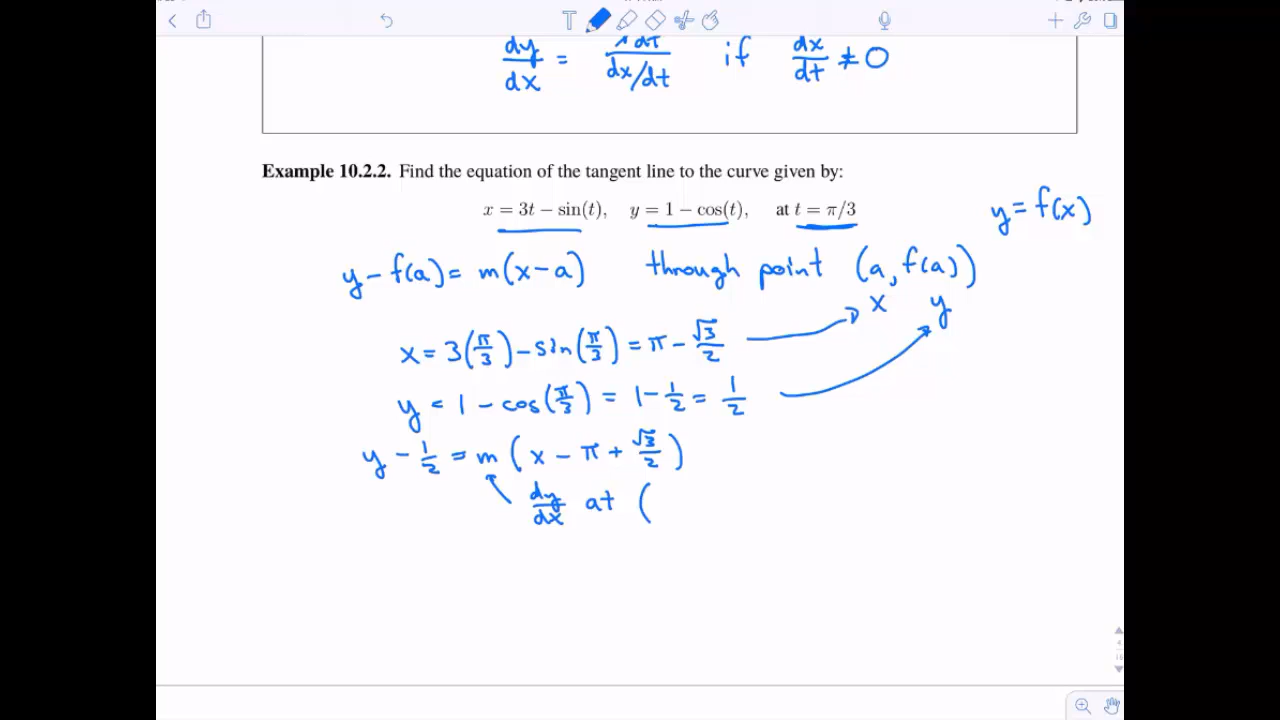 dy/dx = /dt / dx/dt if dx/dt ≠ 0
Example 10.2.2. Find the equation of the tangent line to the curve given by:
x = 3t − sin(t), y = 1 − cos(t), at t = π/3
y = f(x)
y − f(a) = m(x − a) through point (a, f(a))
x y
x = 3(π/3) − sin(π/3) = π − √3/2
y = 1 − cos(π/3) = 1 − 1/2 = 1/2
y − 1/2 = m(x − π + √3/2)
dy/dx at (